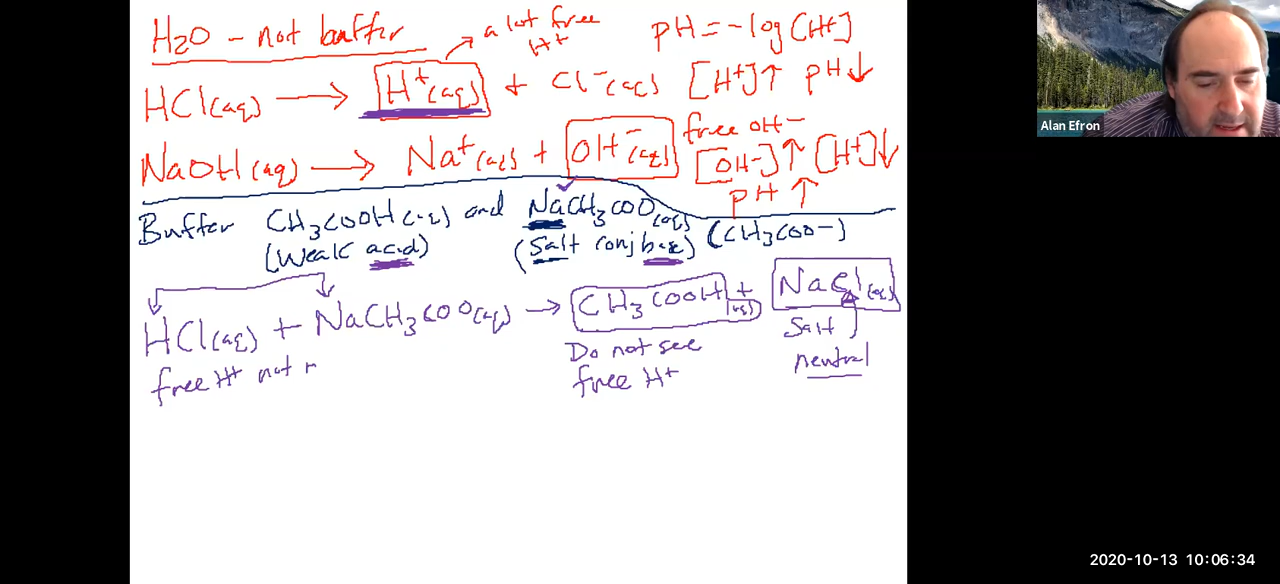 H2O - not buffer
a lot free H+
pH = -log[H+]
HCl(aq) → H+(aq) + Cl-(aq) [H+]↑ pH↓
NaOH(aq) → Na+(aq) + OH-(aq) free OH-
[OH-]↑ [H+]↓
pH ↑
Buffer CH3COOH(aq) and NaCH3COO(aq)
(Weak acid) (Salt conj base) (CH3COO-)
HCl(aq) + NaCH3COO(aq) → CH3COOH(aq) + NaCl(aq)
free H+ not
Do not see
free H+
Salt
neutral
Alan Efron
2020-10-13 10:06:34